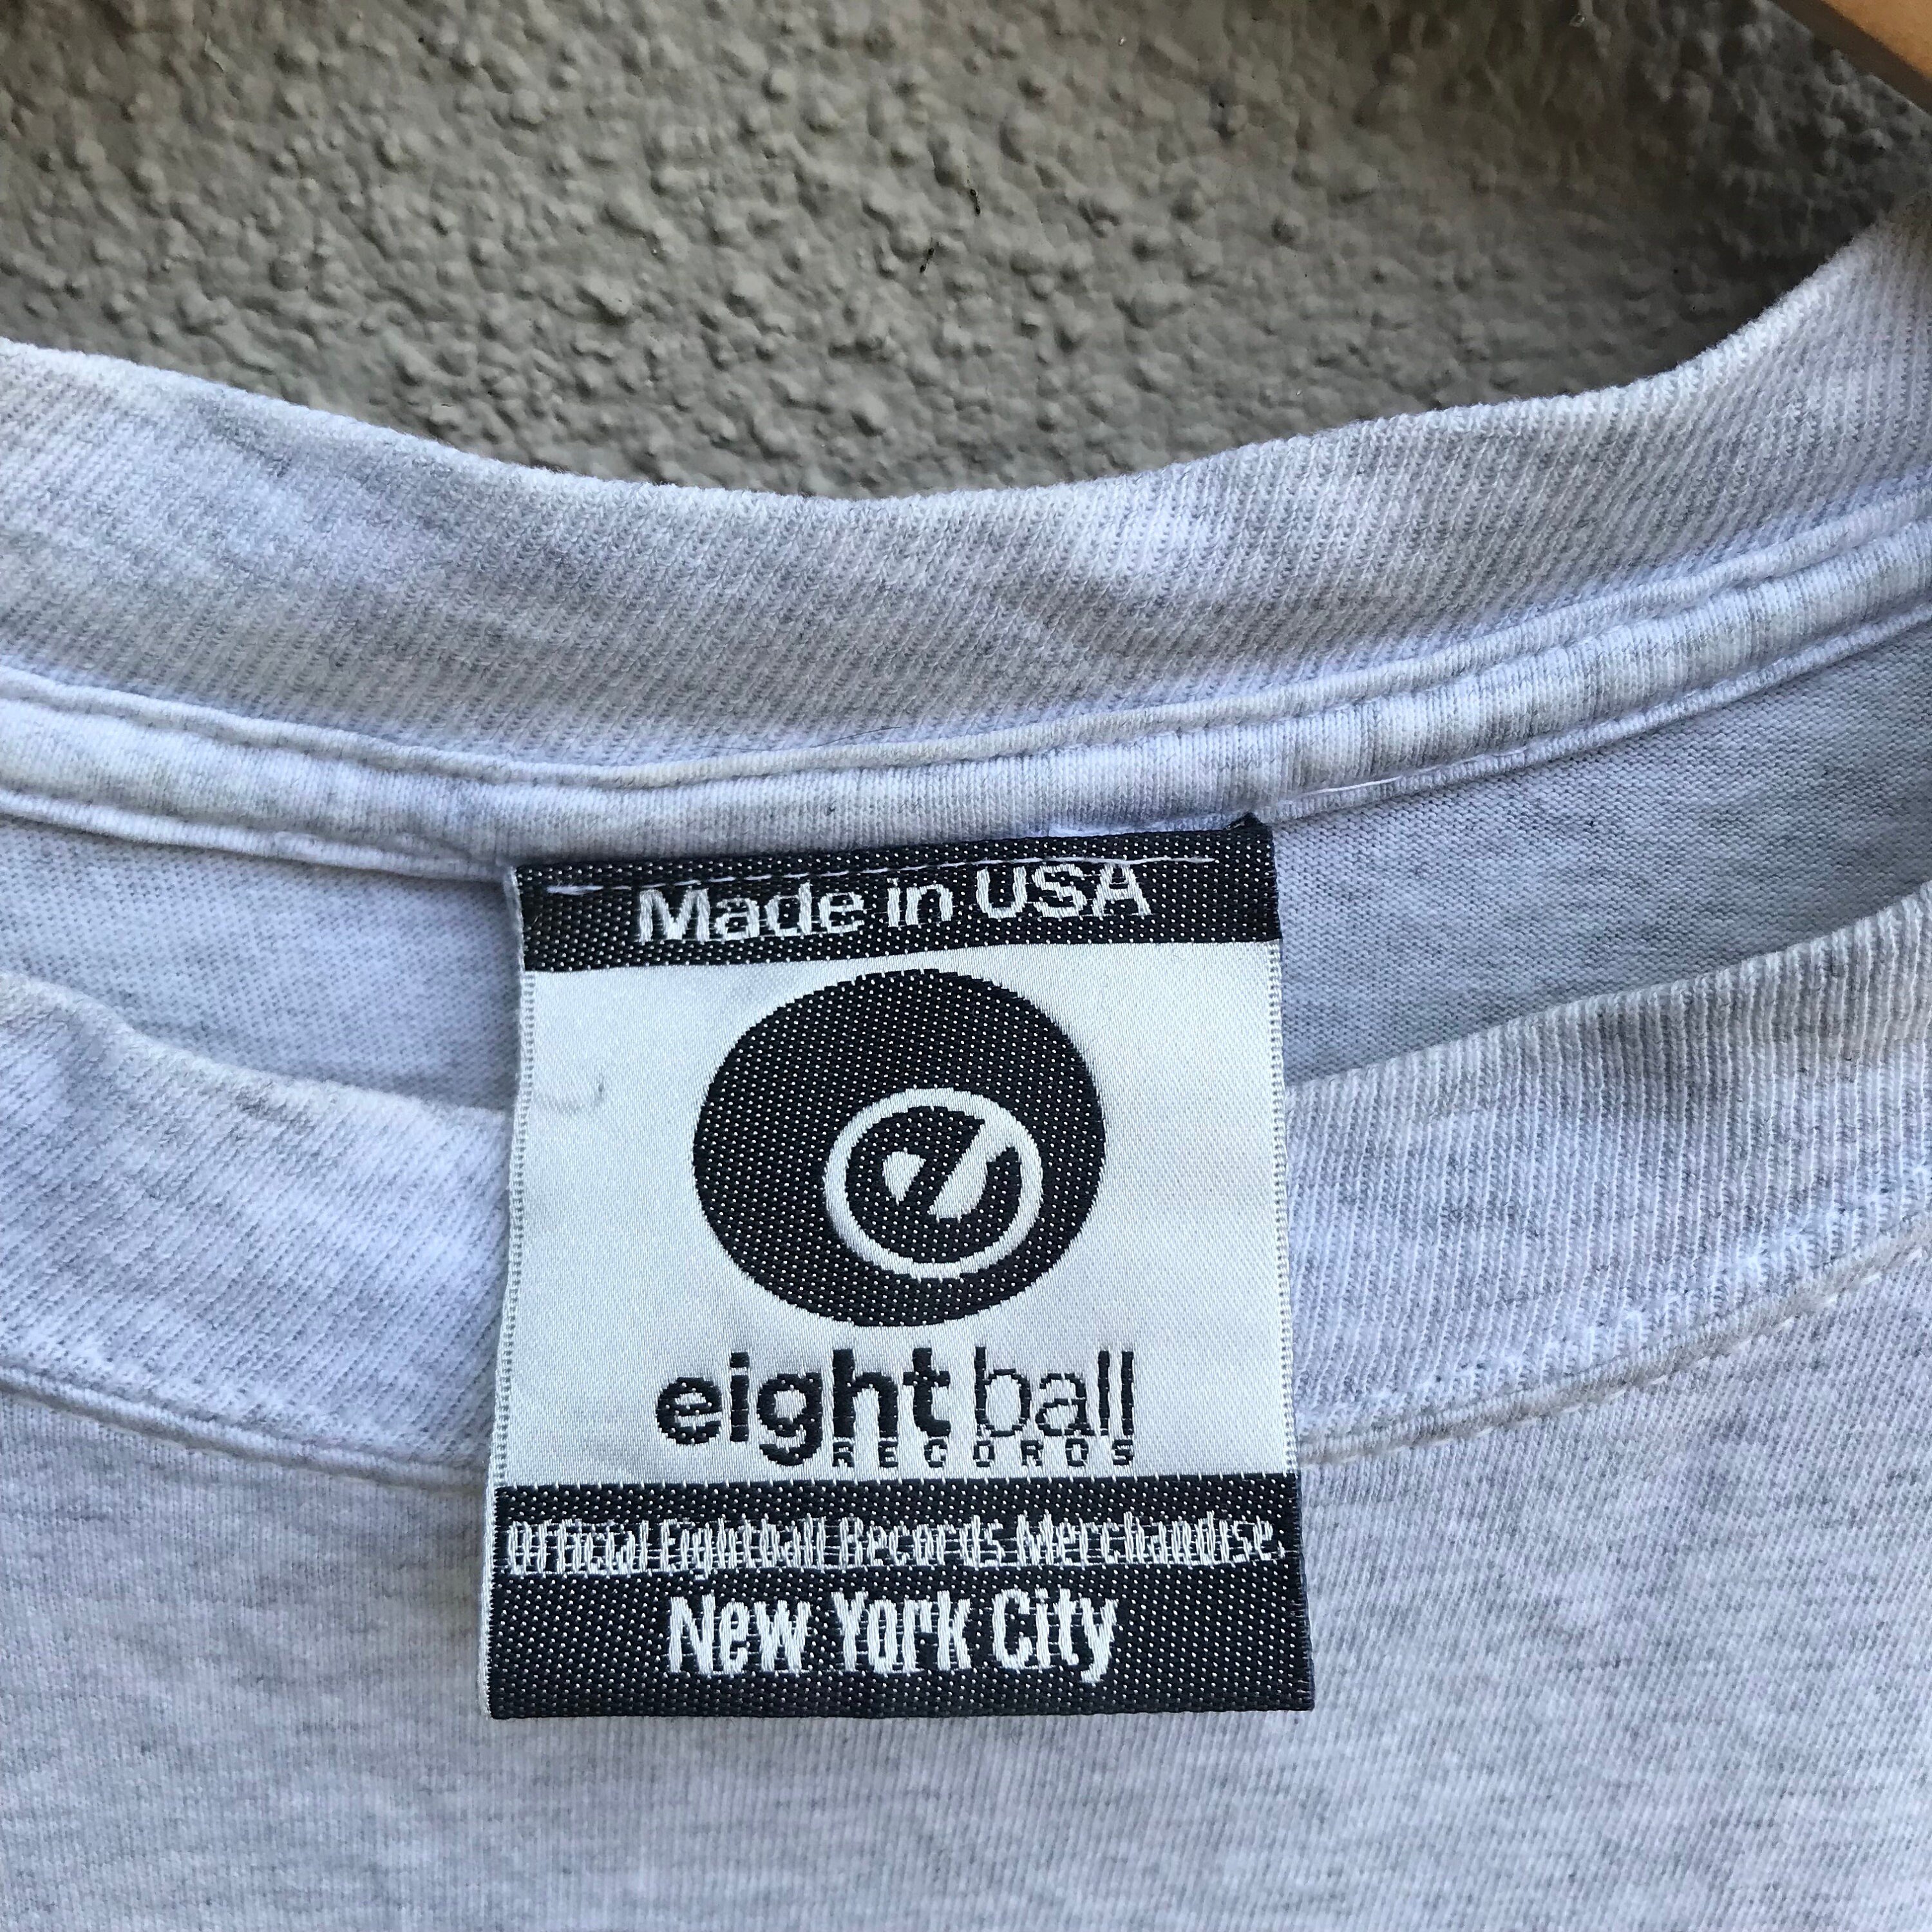 Made in USA
e
eight ball
RECORDS
Official Eightball Records Merchandise
New York City